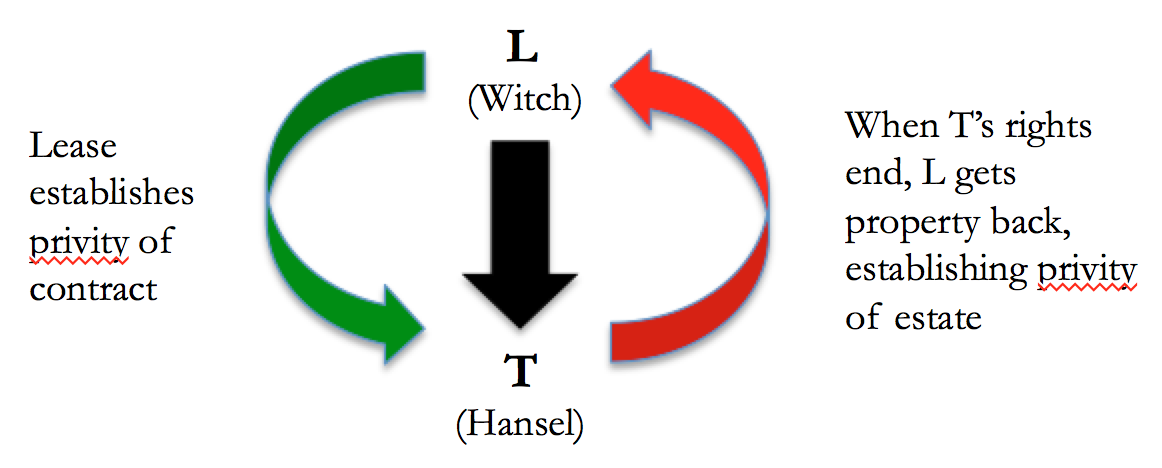 L
(Witch)
Lease
establishes
privity of
contract
When T’s rights
end, L gets
property back,
establishing privity
of estate
T
(Hansel)